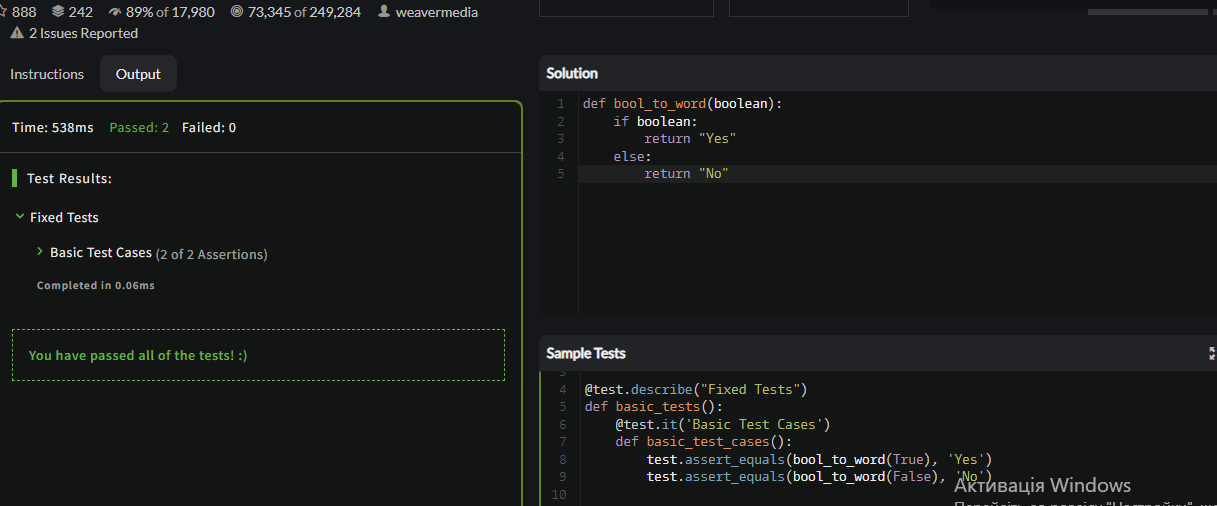 888 242 89% of 17,980 73,345 of 249,284 weavermedia
2 Issues Reported
Instructions Output
Time: 538ms Passed: 2 Failed: 0
Test Results:
Fixed Tests
Basic Test Cases (2 of 2 Assertions)
Completed in 0.06ms
You have passed all of the tests! :)
Solution
1 def bool_to_word(boolean):
2     if boolean:
3         return "Yes"
4     else:
5         return "No"
Sample Tests
3
4 @test.describe("Fixed Tests")
5 def basic_tests():
6     @test.it('Basic Test Cases')
7     def basic_test_cases():
8         test.assert_equals(bool_to_word(True), 'Yes')
9         test.assert_equals(bool_to_word(False), 'No')
10
Активація Windows